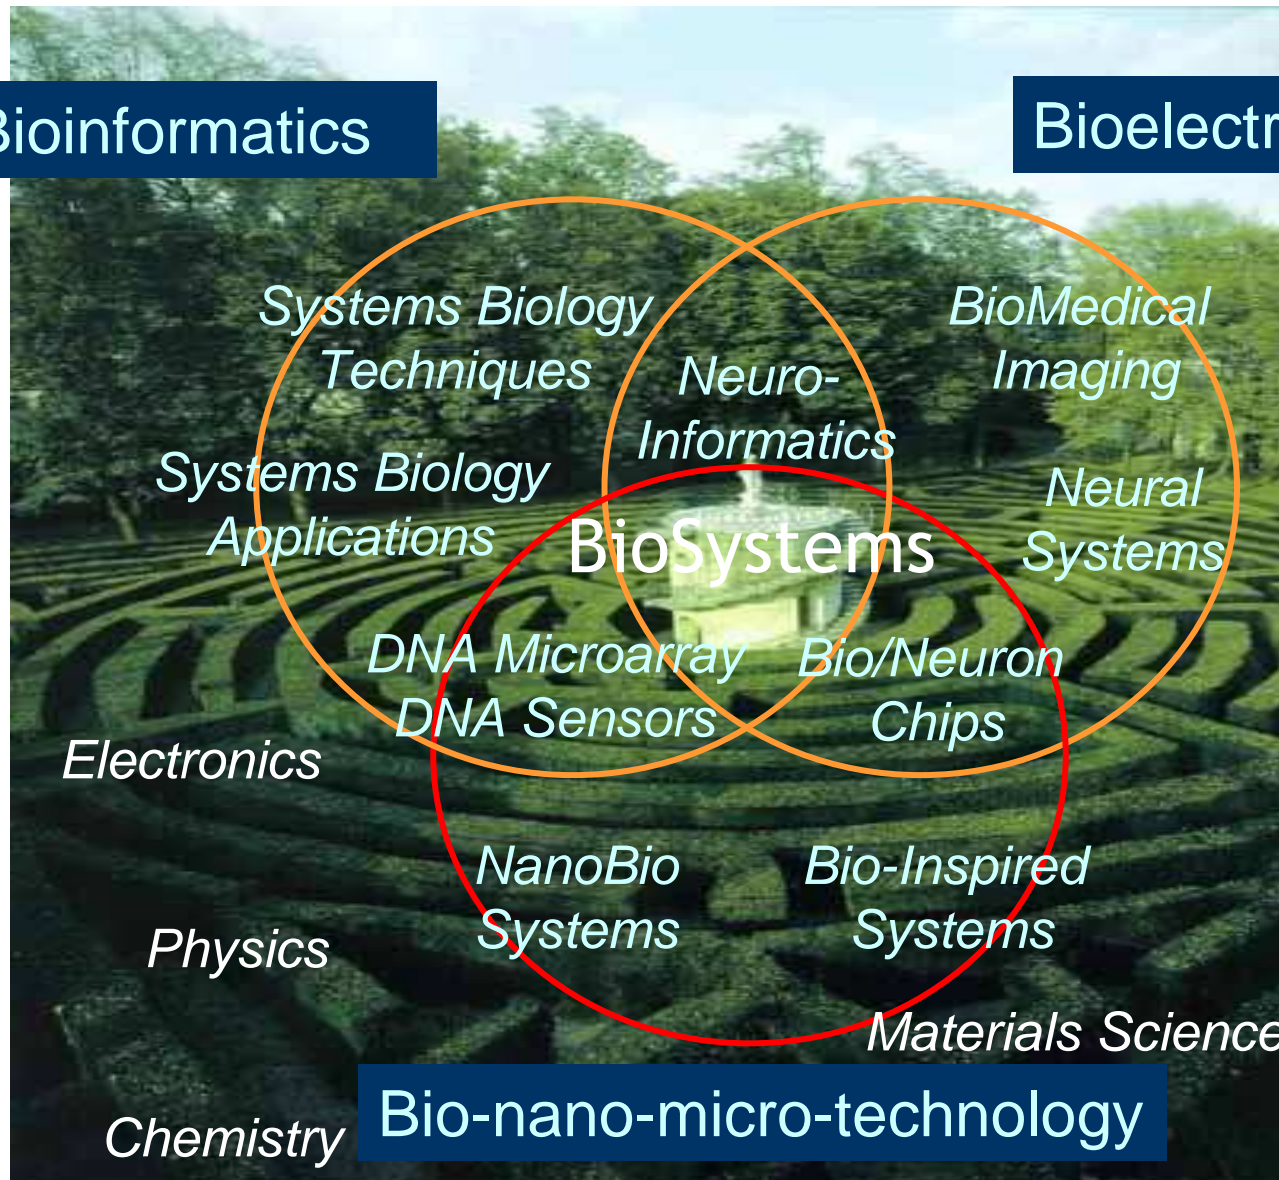 Bioinformatics
Bioelectr
Systems Biology
Techniques
BioMedical
Imaging
Neuro-
Informatics
Systems Biology
Applications
Neural
Systems
BioSystems
DNA Microarray
DNA Sensors
Bio/Neuron
Chips
Electronics
NanoBio
Systems
Bio-Inspired
Systems
Physics
Materials Science
Bio-nano-micro-technology
Chemistry